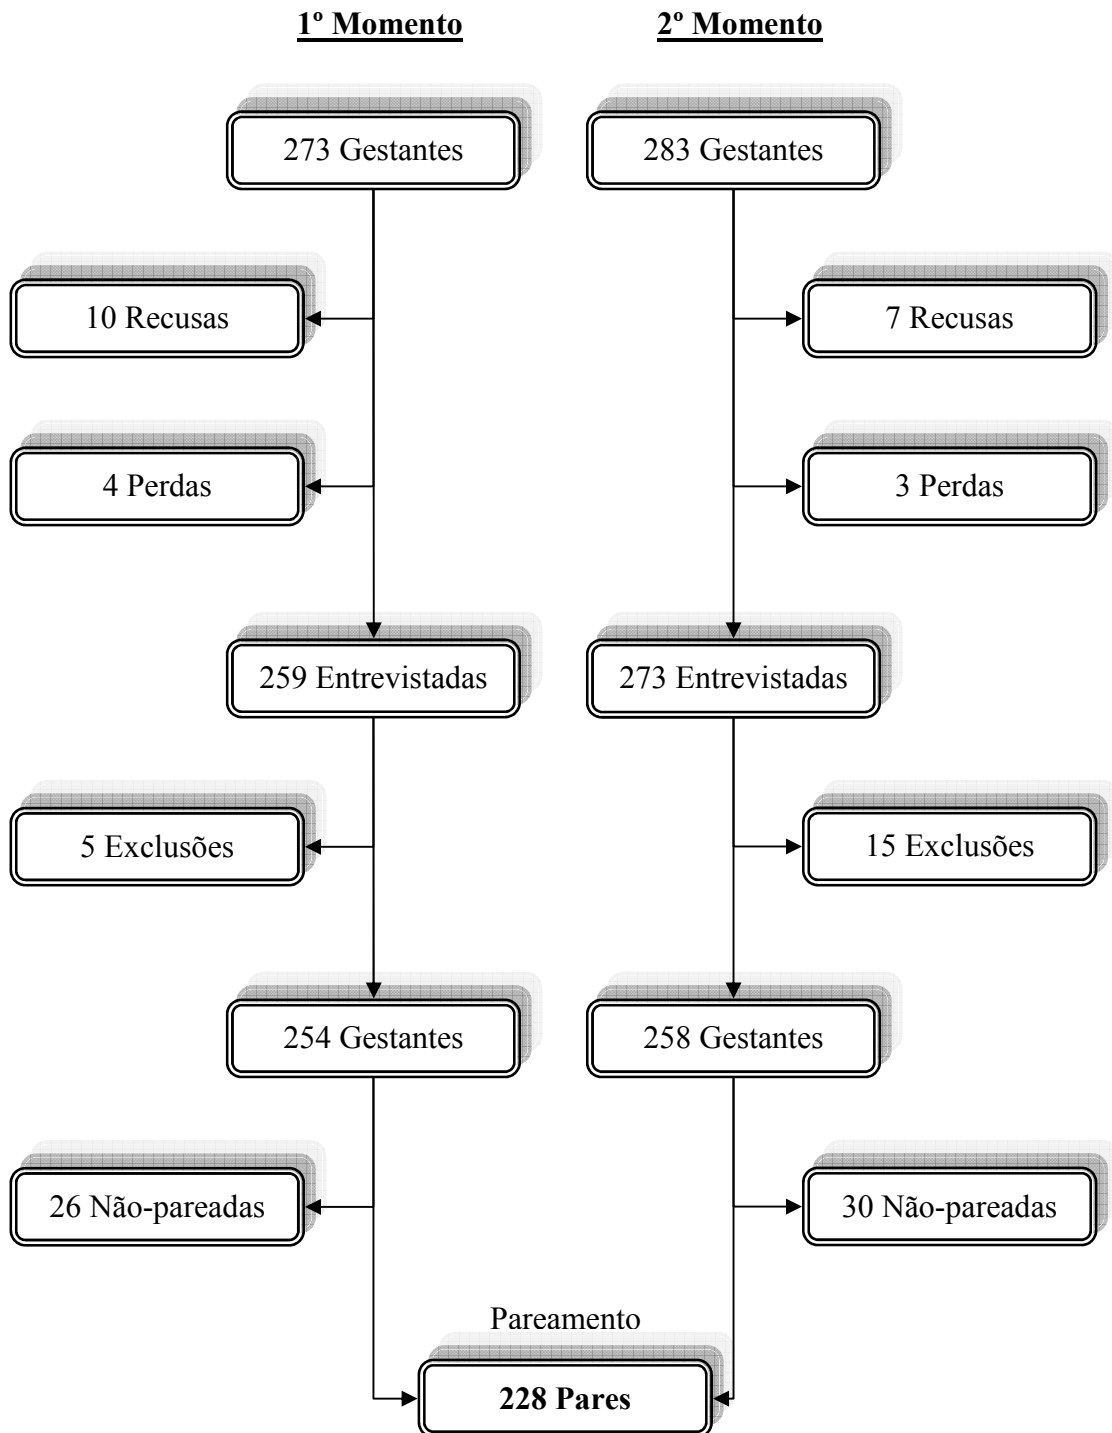 1º Momento
2º Momento
273 Gestantes
283 Gestantes
10 Recusas
7 Recusas
4 Perdas
3 Perdas
259 Entrevistadas
273 Entrevistadas
5 Exclusões
15 Exclusões
254 Gestantes
258 Gestantes
26 Não-pareadas
30 Não-pareadas
Pareamento
228 Pares